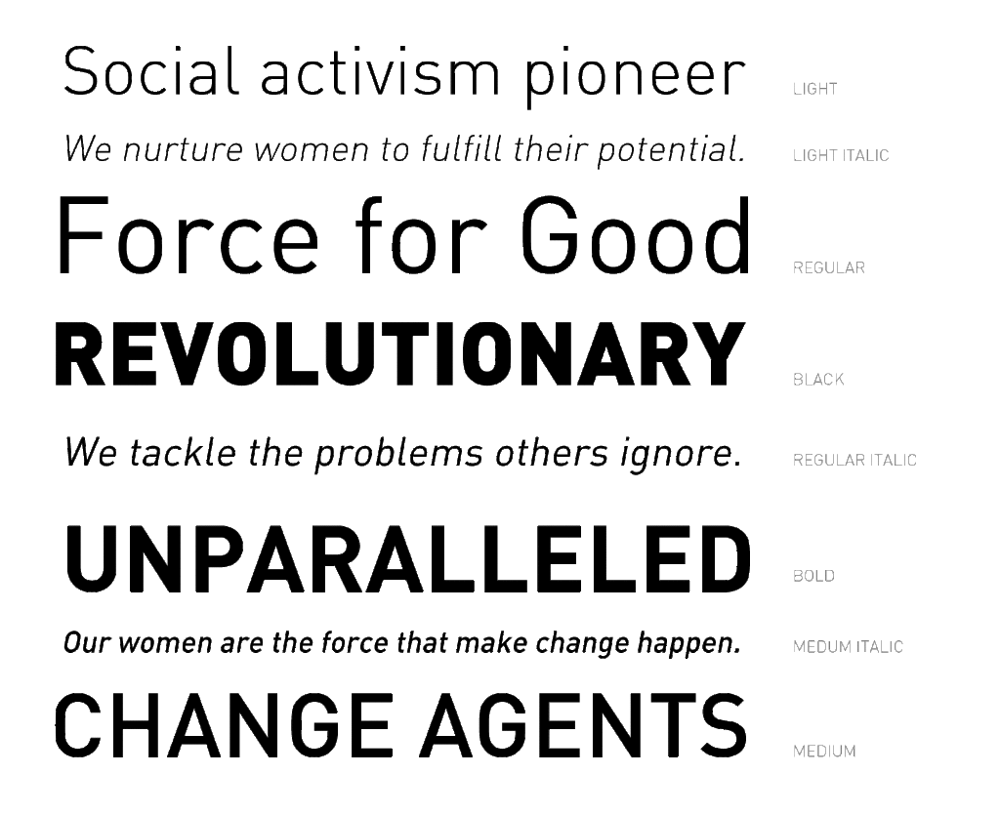 Social activism pioneer LIGHT
We nurture women to fulfill their potential. LIGHT ITALIC
Force for Good REGULAR
REVOLUTIONARY BLACK
We tackle the problems others ignore. REGULAR ITALIC
UNPARALLELED BOLD
Our women are the force that make change happen. MEDUM ITALIC
CHANGE AGENTS MEDIUM